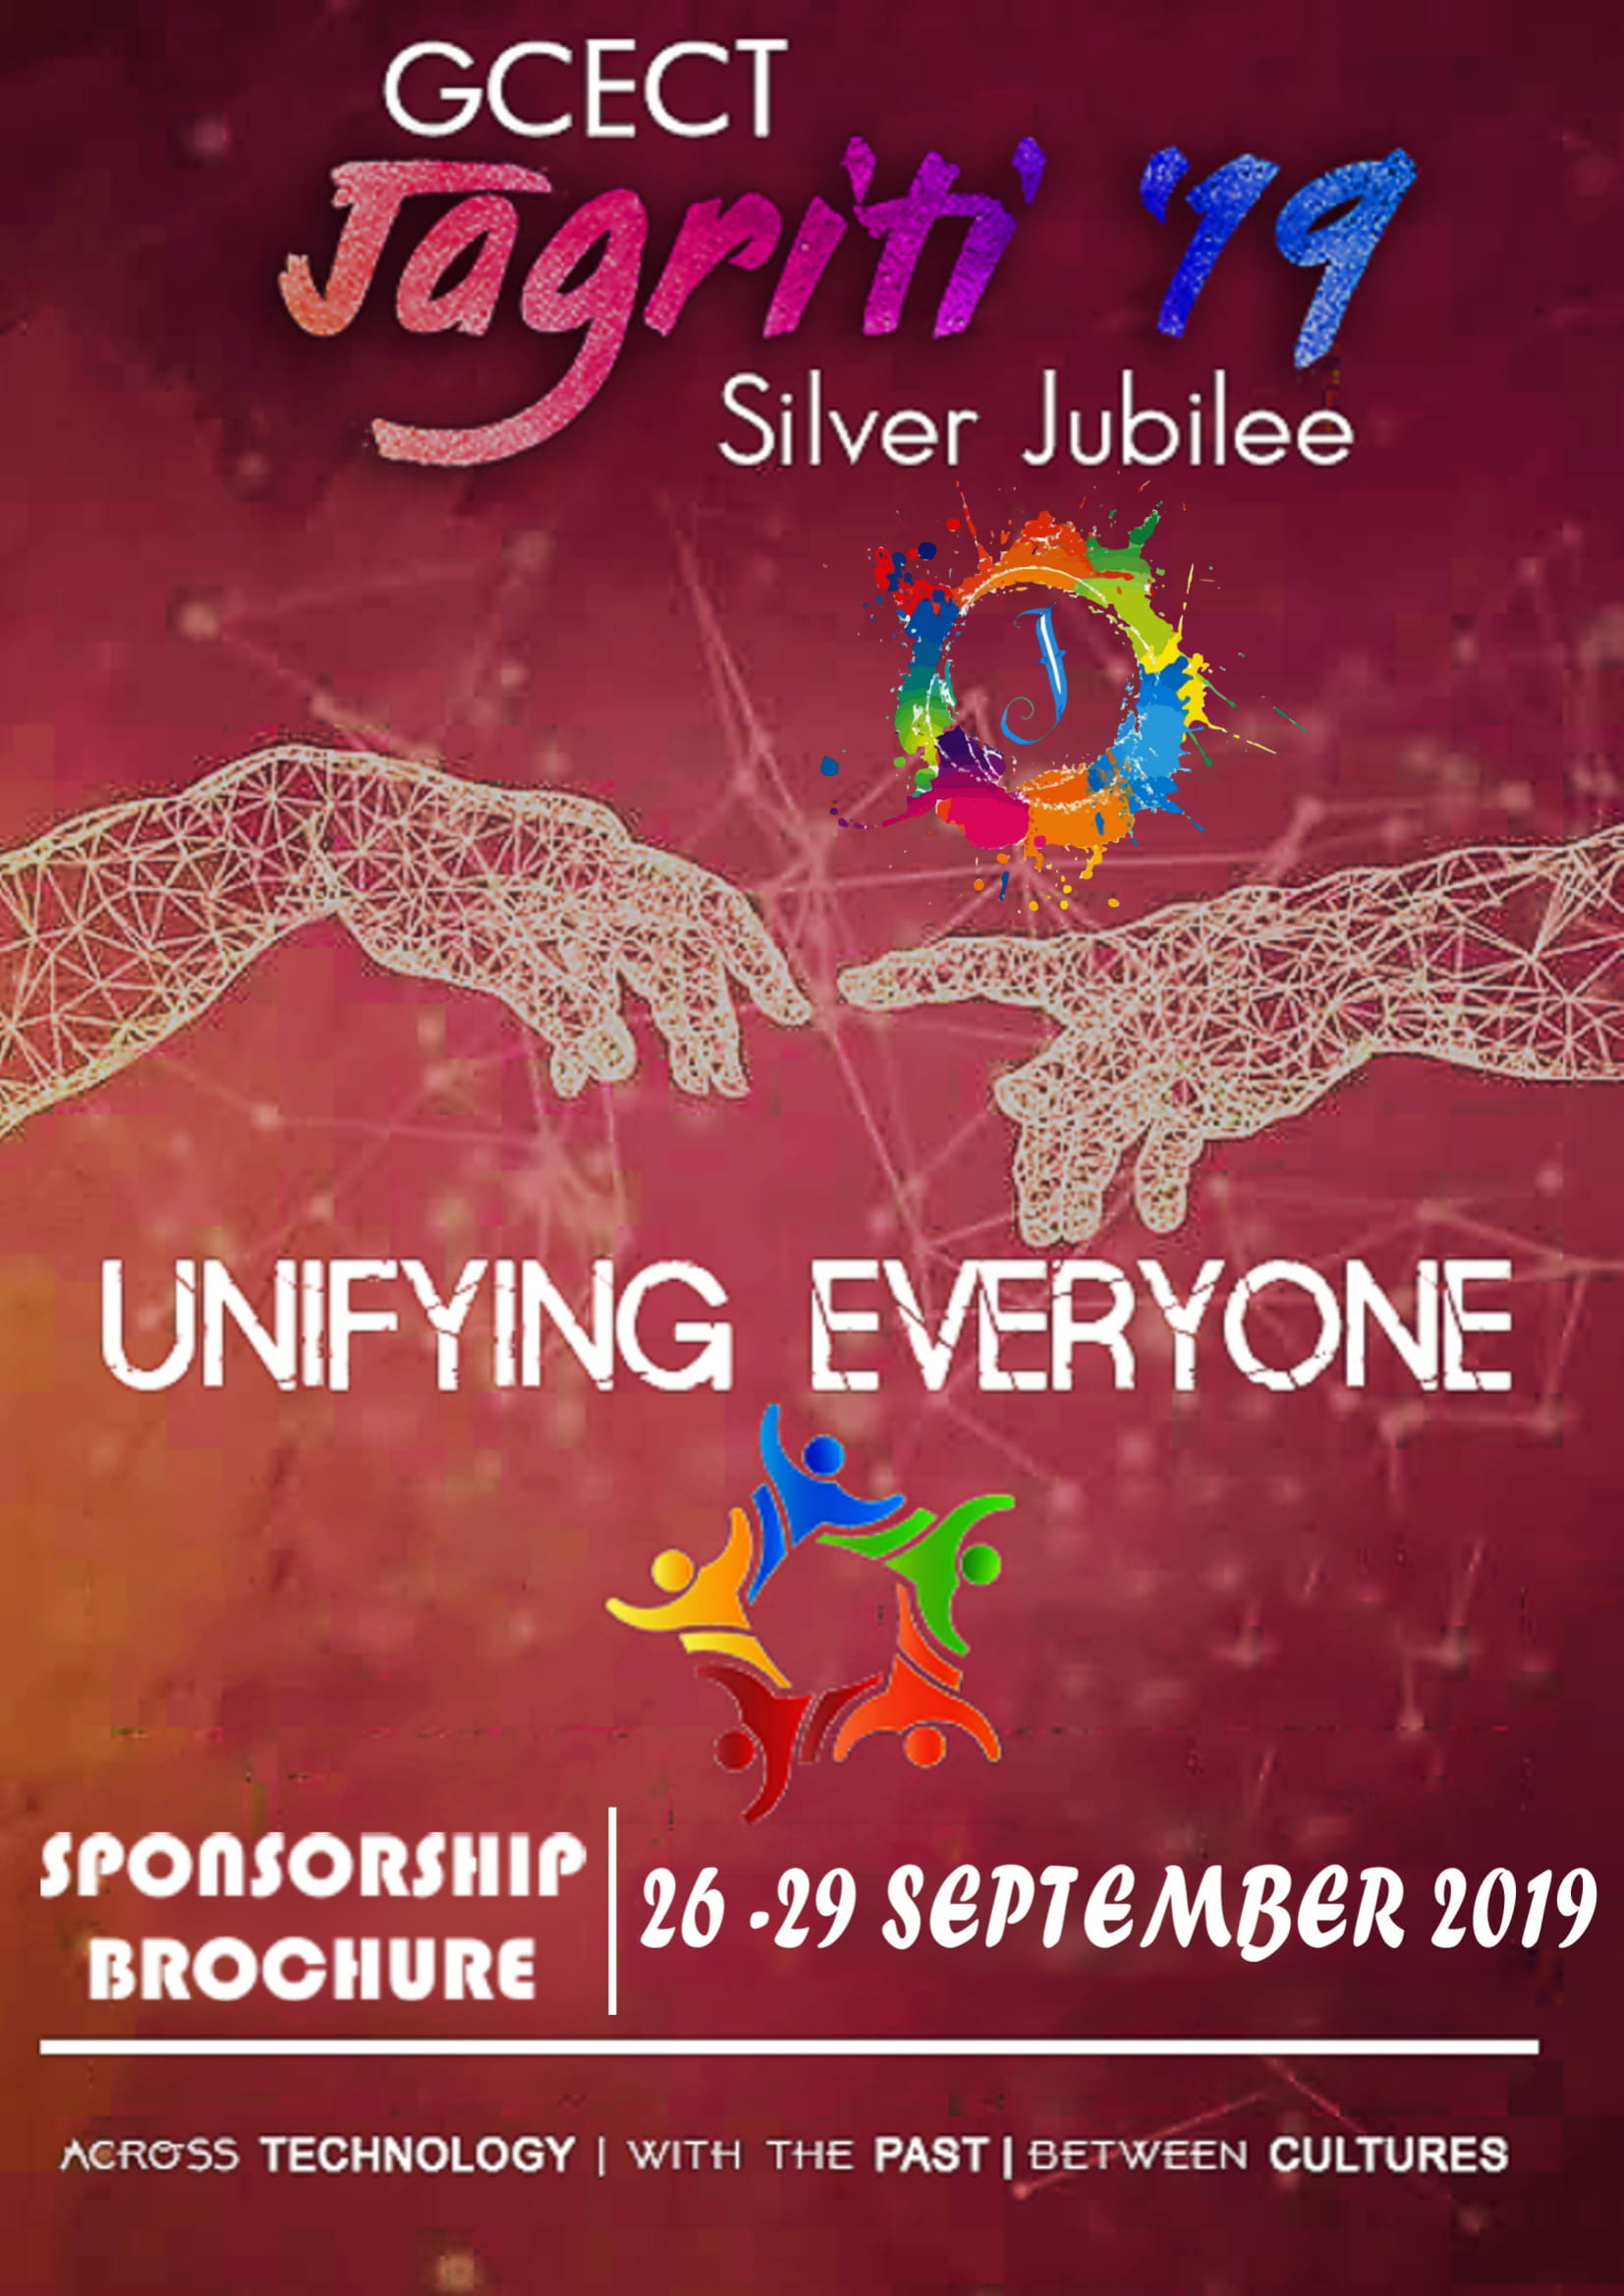 GCECT
Jagriti '19
Silver Jubilee
J
UNIFYING EVERYONE
SPONSORSHIP
BROCHURE
26 -29 SEPTEMBER 2019
ACROSS TECHNOLOGY | WITH THE PAST | BETWEEN CULTURES